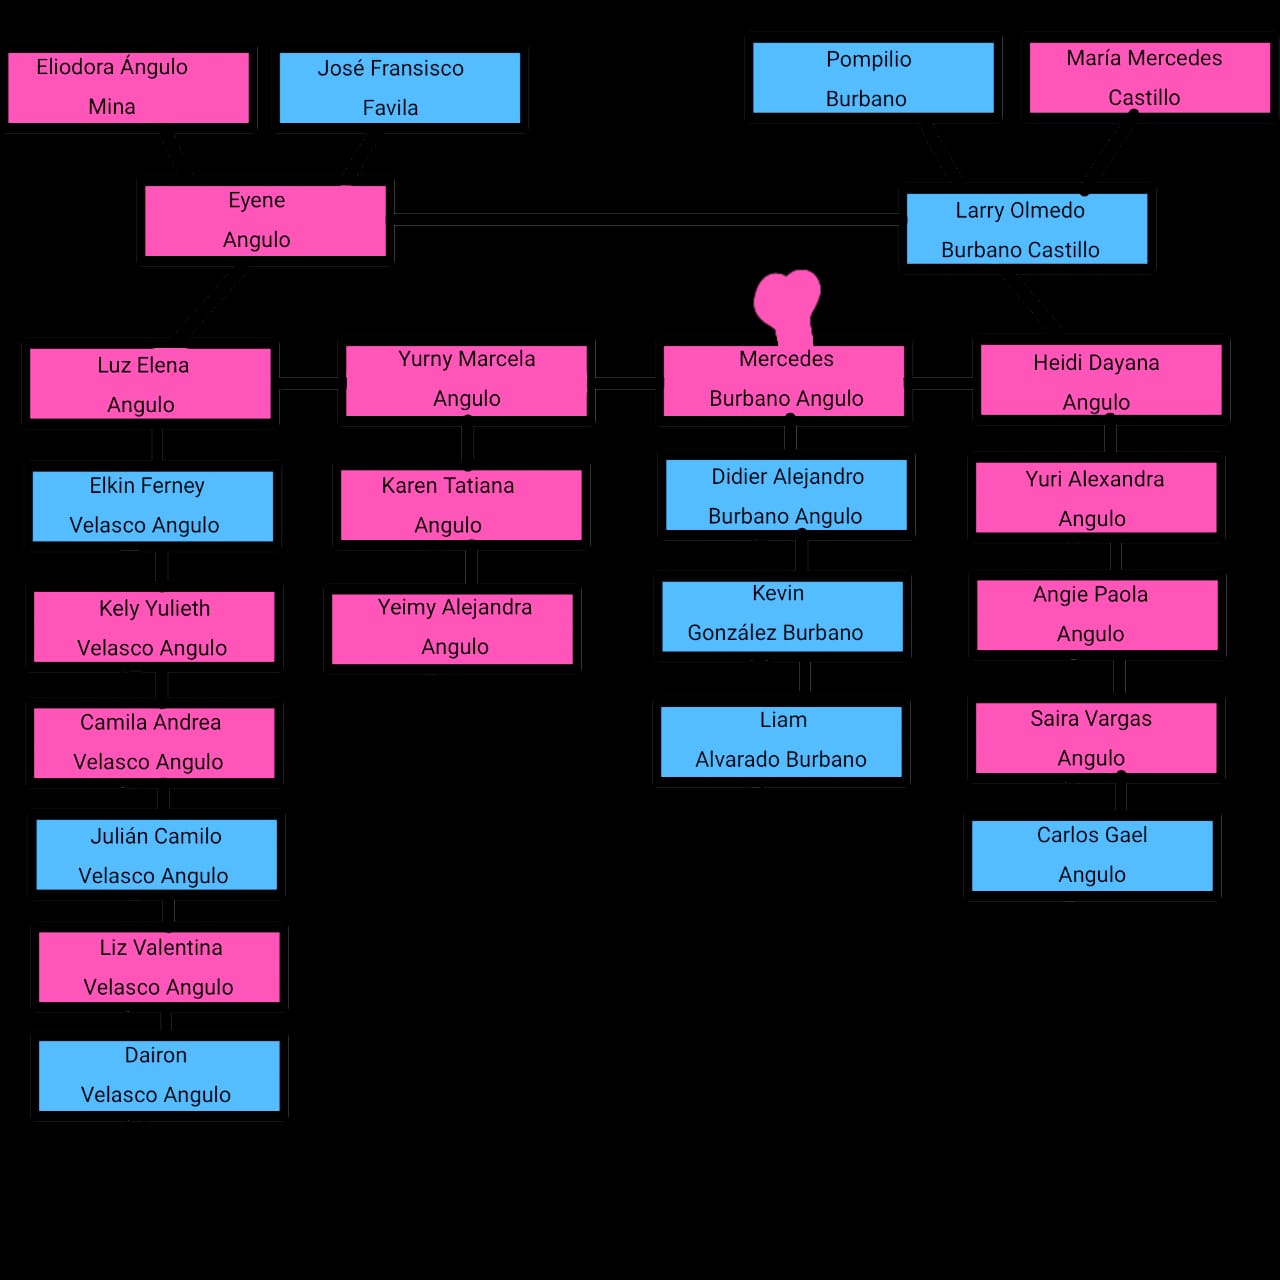 Eliodora Ángulo
Mina
José Fransisco
Favila
Pompilio
Burbano
María Mercedes
Castillo
Eyene
Angulo
Larry Olmedo
Burbano Castillo
Luz Elena
Angulo
Yurny Marcela
Angulo
Mercedes
Burbano Angulo
Heidi Dayana
Angulo
Elkin Ferney
Velasco Angulo
Karen Tatiana
Angulo
Didier Alejandro
Burbano Angulo
Yuri Alexandra
Angulo
Kely Yulieth
Velasco Angulo
Yeimy Alejandra
Angulo
Kevin
González Burbano
Angie Paola
Angulo
Camila Andrea
Velasco Angulo
Liam
Alvarado Burbano
Saira Vargas
Angulo
Julián Camilo
Velasco Angulo
Carlos Gael
Angulo
Liz Valentina
Velasco Angulo
Dairon
Velasco Angulo